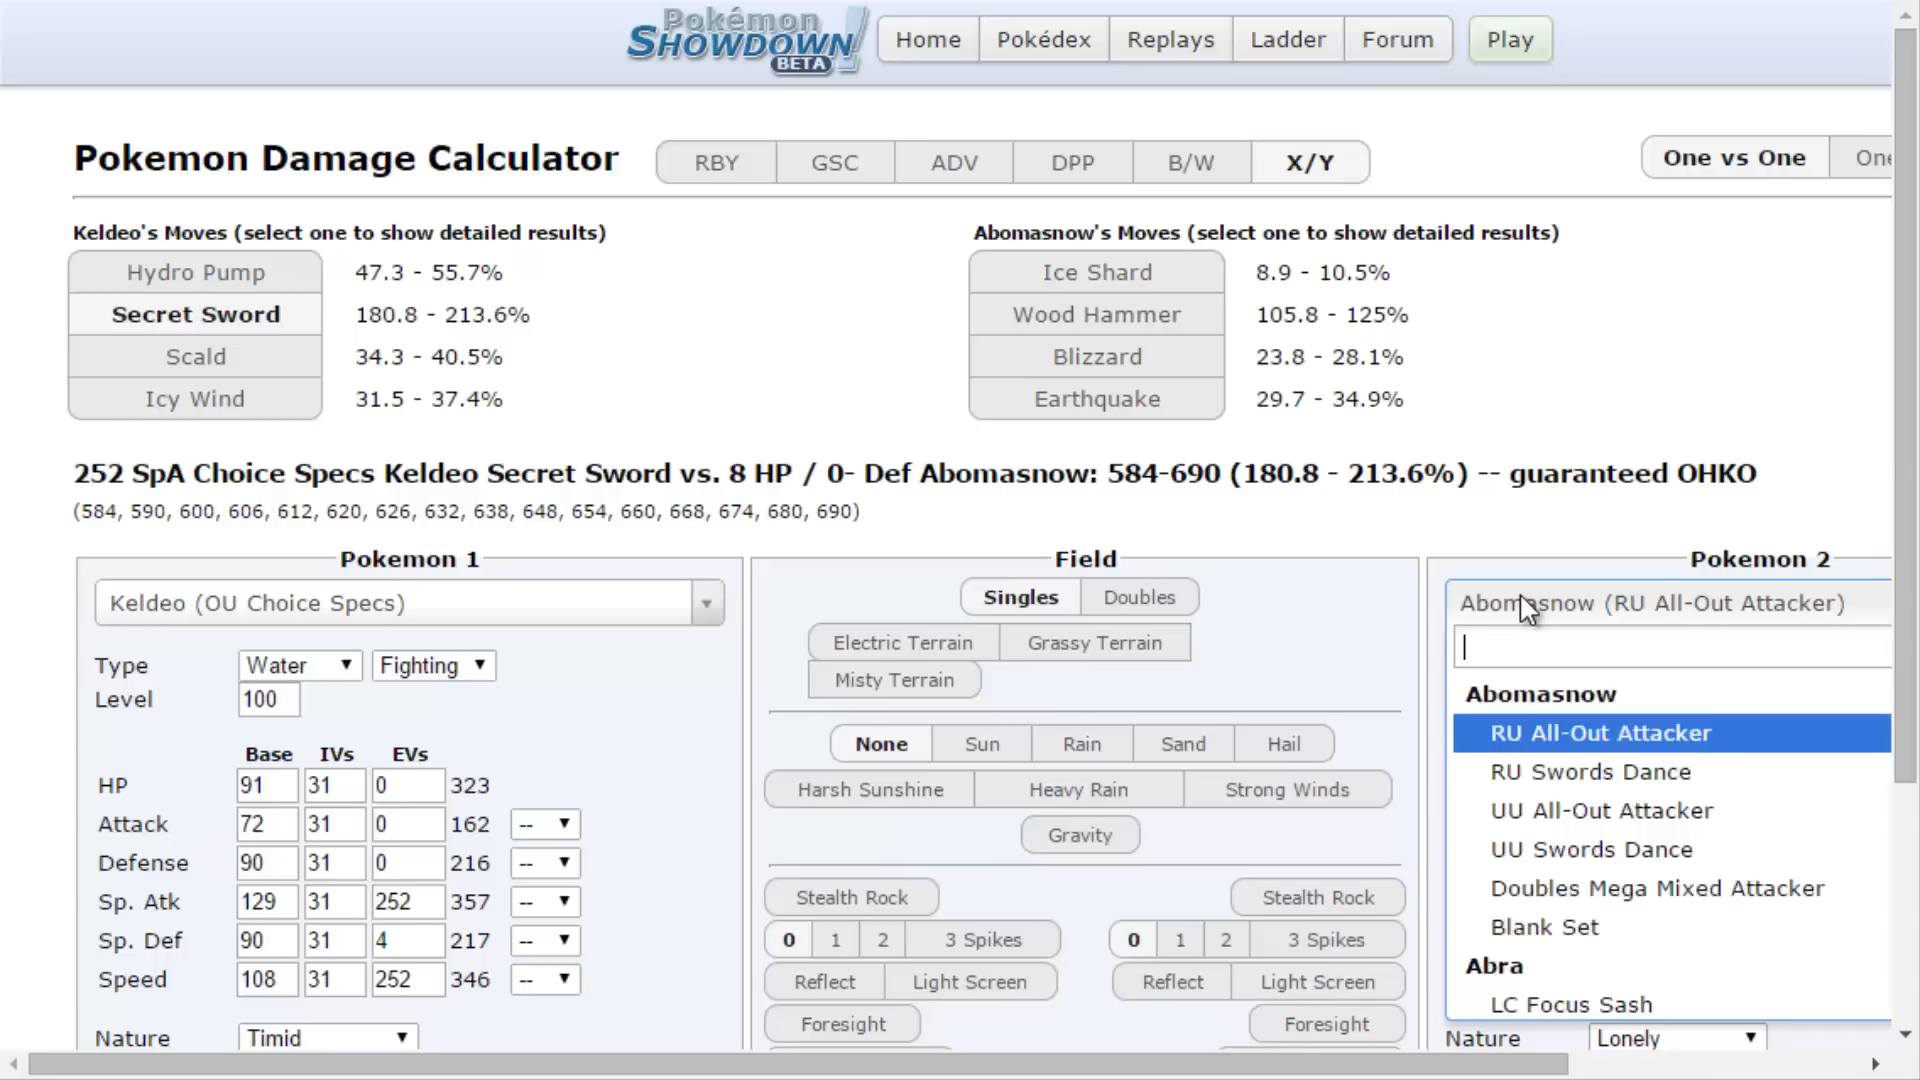 Pokémon
SHOWDOWN
BETA
Home Pokédex Replays Ladder Forum Play
Pokemon Damage Calculator RBY GSC ADV DPP B/W X/Y One vs One
Keldeo's Moves (select one to show detailed results) Abomasnow's Moves (select one to show detailed results)
Hydro Pump 47.3 - 55.7% Ice Shard 8.9 - 10.5%
Secret Sword 180.8 - 213.6% Wood Hammer 105.8 - 125%
Scald 34.3 - 40.5% Blizzard 23.8 - 28.1%
Icy Wind 31.5 - 37.4% Earthquake 29.7 - 34.9%
252 SpA Choice Specs Keldeo Secret Sword vs. 8 HP / 0- Def Abomasnow: 584-690 (180.8 - 213.6%) -- guaranteed OHKO
(584, 590, 600, 606, 612, 620, 626, 632, 638, 648, 654, 660, 668, 674, 680, 690)
Pokemon 1
Keldeo (OU Choice Specs)
Type Water Fighting
Level 100
Base IVs EVs
HP 91 31 0 323
Attack 72 31 0 162 --
Defense 90 31 0 216 --
Sp. Atk 129 31 252 357 --
Sp. Def 90 31 4 217 --
Speed 108 31 252 346 --
Nature Timid
Field
Singles Doubles
Electric Terrain Grassy Terrain
Misty Terrain
None Sun Rain Sand Hail
Harsh Sunshine Heavy Rain Strong Winds
Gravity
Stealth Rock Stealth Rock
0 1 2 3 Spikes 0 1 2 3 Spikes
Reflect Light Screen Reflect Light Screen
Foresight Foresight
Pokemon 2
Abomasnow (RU All-Out Attacker)
Abomasnow
RU All-Out Attacker
RU Swords Dance
UU All-Out Attacker
UU Swords Dance
Doubles Mega Mixed Attacker
Blank Set
Abra
LC Focus Sash
Nature Lonely